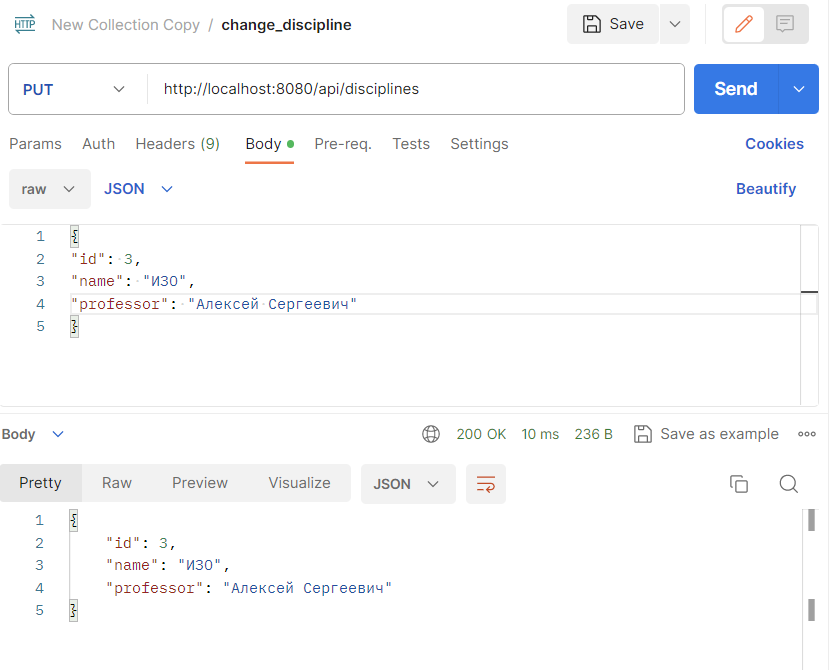 HTTP New Collection Copy / change_discipline Save
PUT http://localhost:8080/api/disciplines Send
Params Auth Headers (9) Body Pre-req. Tests Settings Cookies
raw JSON Beautify
1 {
2 "id": 3,
3 "name": "ИЗО",
4 "professor": "Алексей Сергеевич"
5 }
Body 200 OK 10 ms 236 B Save as example
Pretty Raw Preview Visualize JSON
1 {
2 "id": 3,
3 "name": "ИЗО",
4 "professor": "Алексей Сергеевич"
5 }